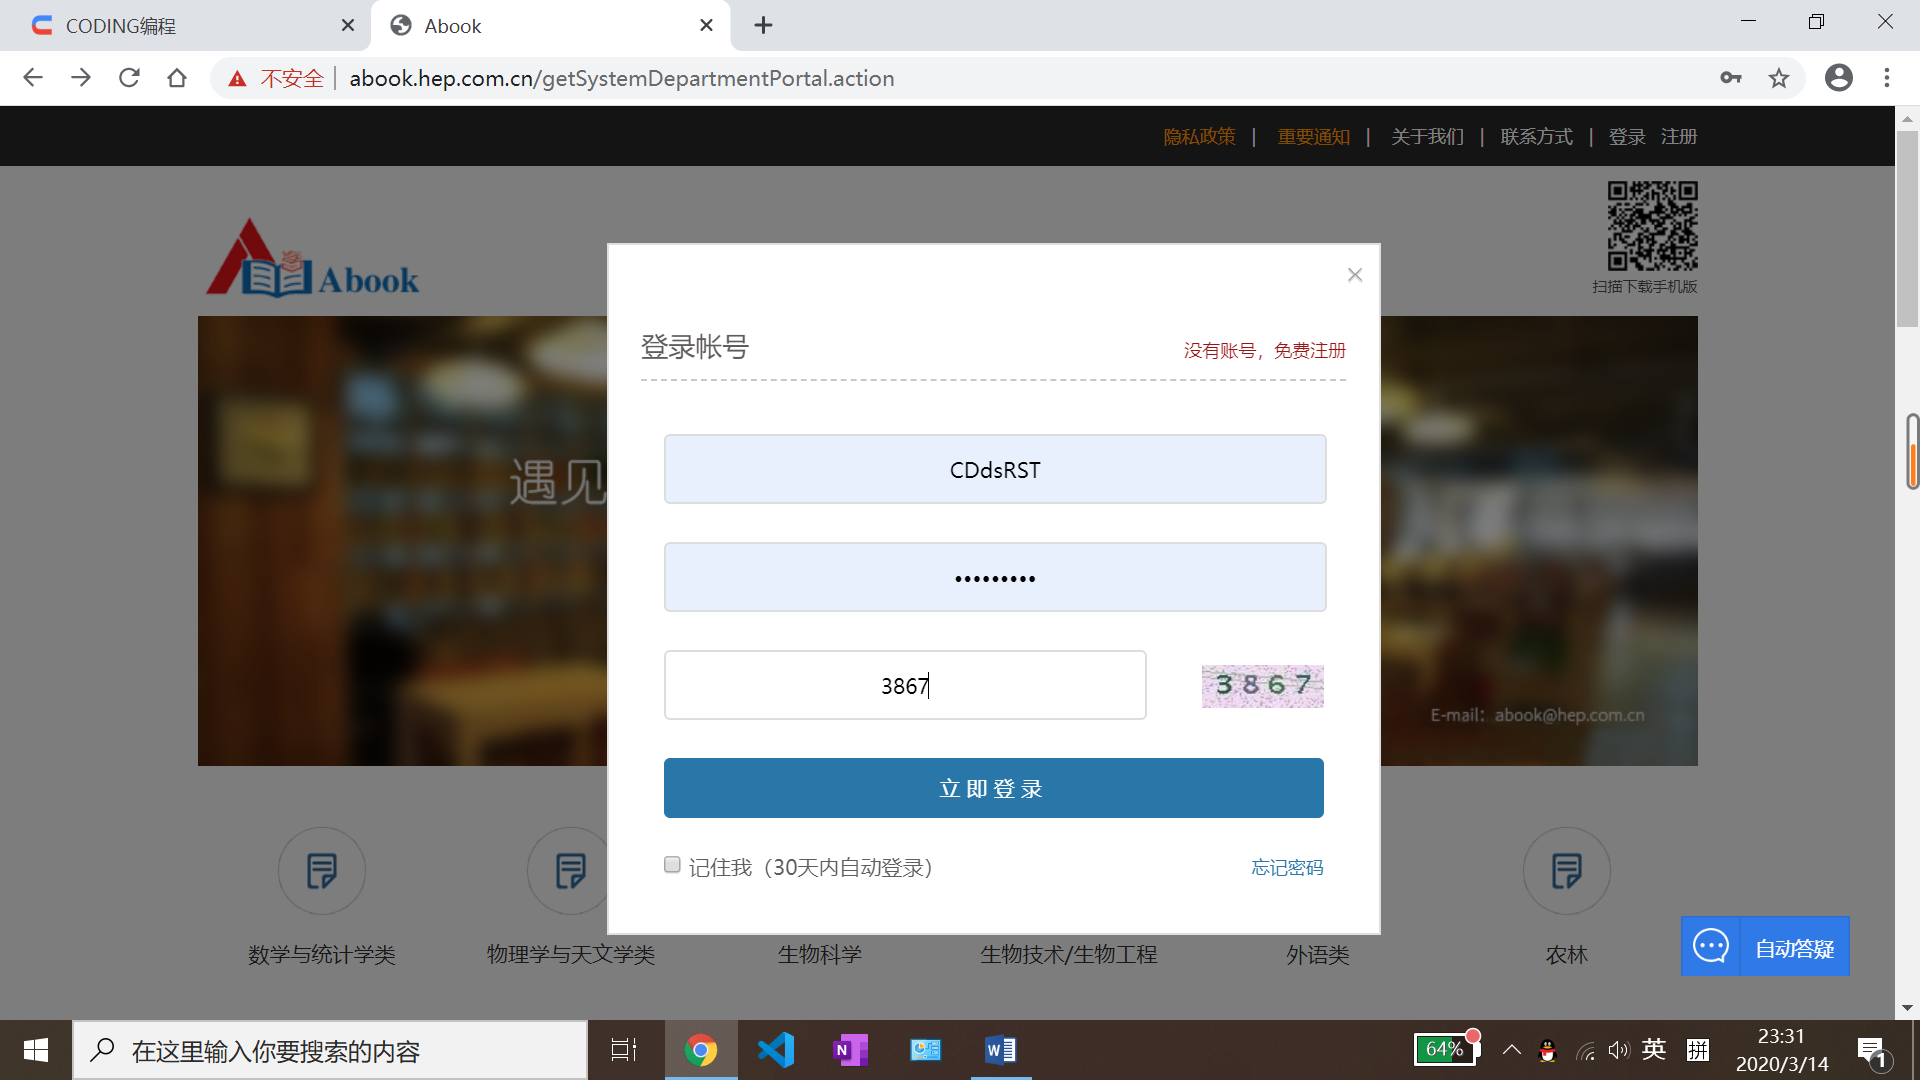 CODING编程
Abook
不安全
abook.hep.com.cn/getSystemDepartmentPortal.action
隐私政策 | 重要通知 | 关于我们 | 联系方式 | 登录 注册
Abook
扫描下载手机版
登录帐号
没有账号，免费注册
遇见
CDdsRST
•••••••••
3867
3867
E-mail: abook@hep.com.cn
立即登录
记住我（30天内自动登录）
忘记密码
数学与统计学类
物理学与天文学类
生物科学
生物技术/生物工程
外语类
农林
自动答疑
在这里输入你要搜索的内容
N
W
64%
英
拼
23:31
2020/3/14
1